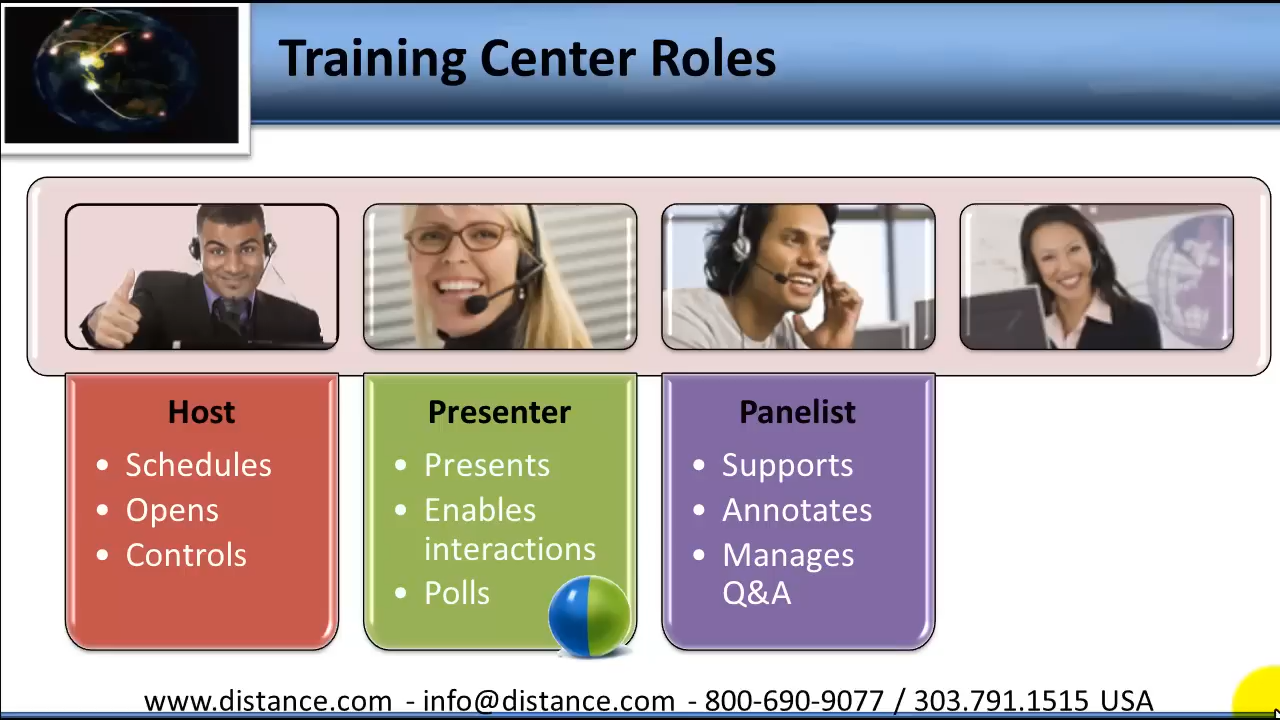 Training Center Roles
Host
• Schedules
• Opens
• Controls
Presenter
• Presents
• Enables
interactions
• Polls
Panelist
• Supports
• Annotates
• Manages
Q&A
www.distance.com - info@distance.com - 800-690-9077 / 303.791.1515 USA